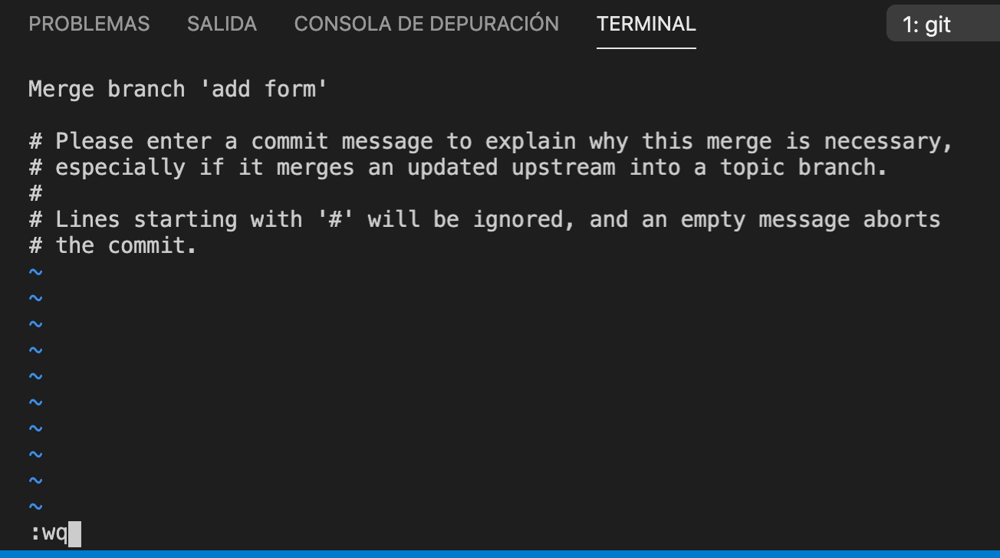 PROBLEMAS SALIDA CONSOLA DE DEPURACIÓN TERMINAL 1: git
Merge branch 'add form'
# Please enter a commit message to explain why this merge is necessary,
# especially if it merges an updated upstream into a topic branch.
#
# Lines starting with '#' will be ignored, and an empty message aborts
# the commit.
~
~
~
~
~
~
~
~
~
~
:wq